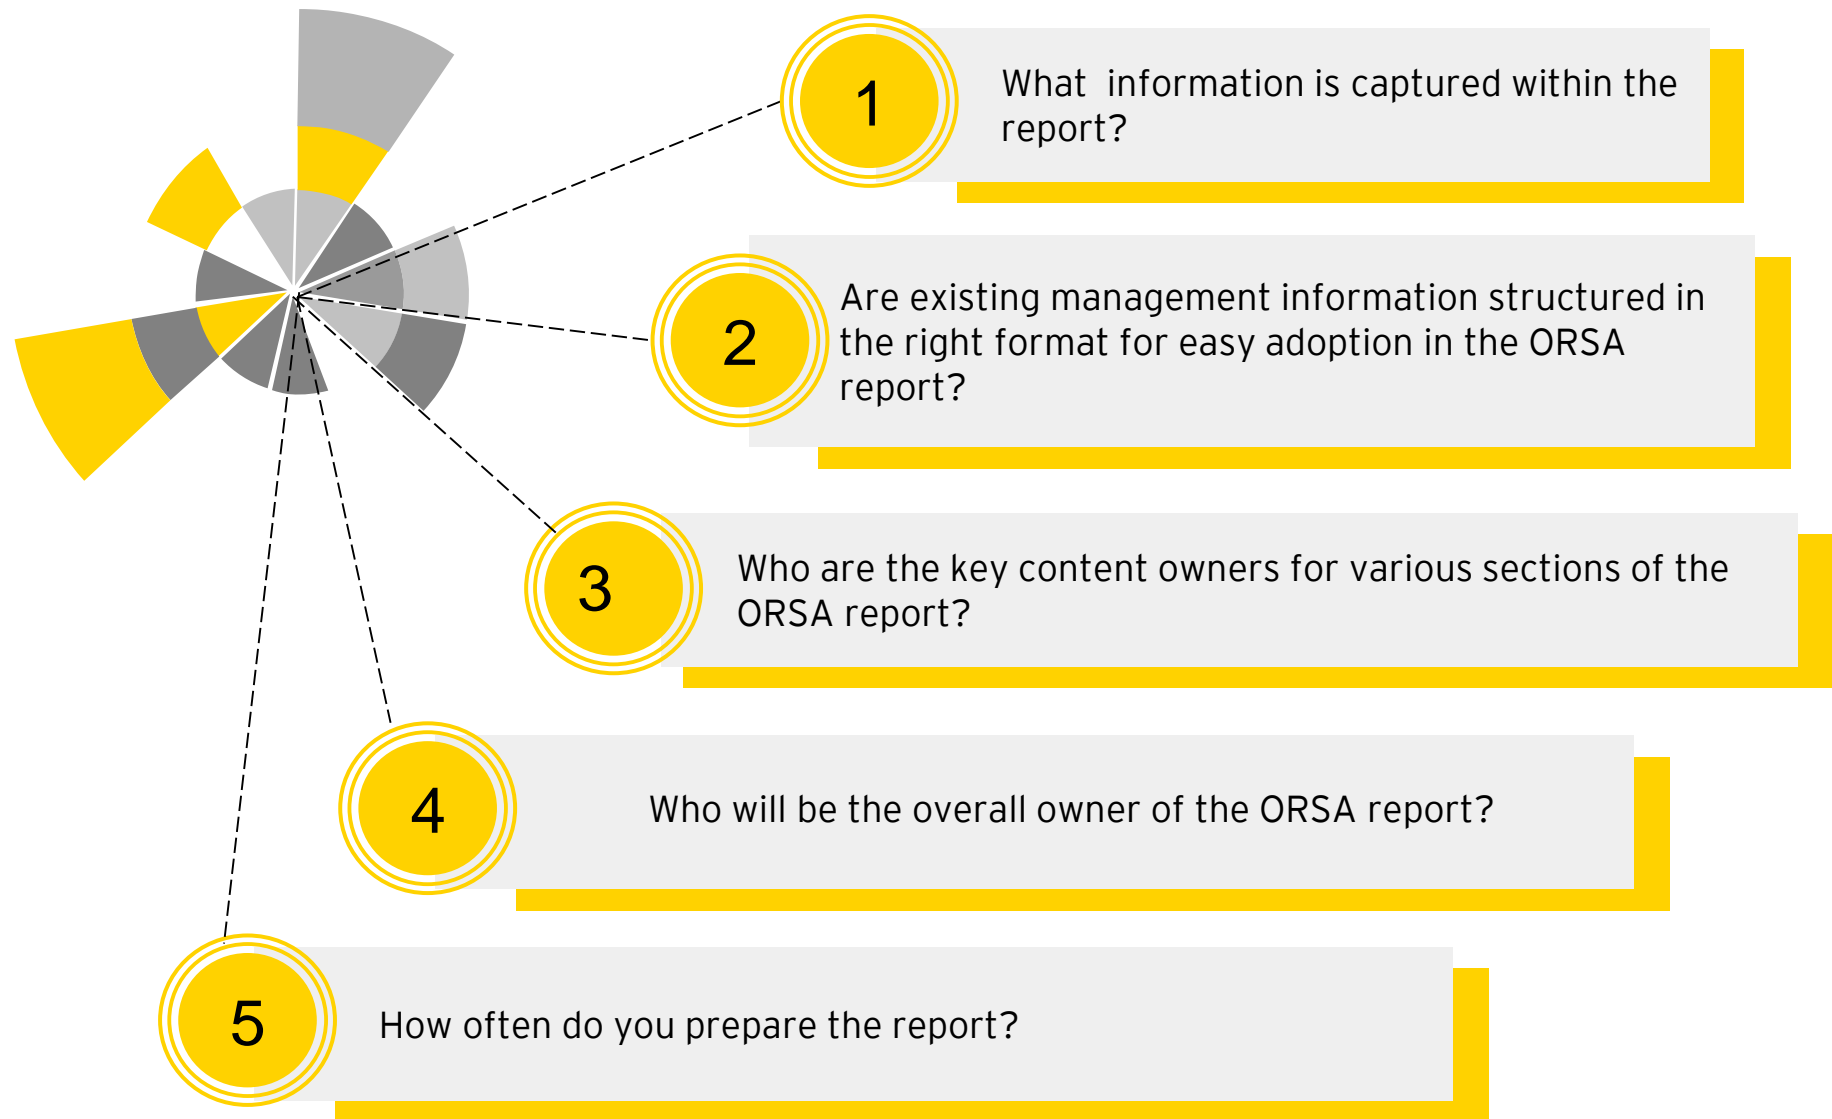 1
What  information is captured within the
report?
2
Are existing management information structured in
the right format for easy adoption in the ORSA
report?
3
Who are the key content owners for various sections of the
ORSA report?
4
Who will be the overall owner of the ORSA report?
5
How often do you prepare the report?